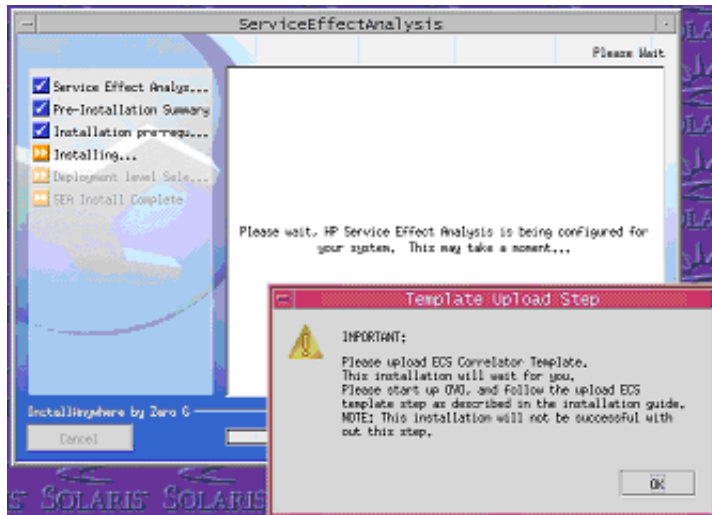 ServiceEffectAnalysis
Please Wait
Service Effect Analys...
Pre-Installation Summary
Installation pre-requ...
Installing...
Deployment level Sele...
SEA Install Complete
Please wait, HP Service Effect Analysis is being configured for
your system. This may take a moment...
InstallAnywhere by Zero G
Cancel
Template Upload Step
IMPORTANT:
Please upload ECS Correlator Template.
This installation will wait for you.
Please start up OVO, and follow the upload ECS
template step as described in the installation guide.
NOTE: This installation will not be successful with
out this step.
OK
SOLARIS SOLARIS